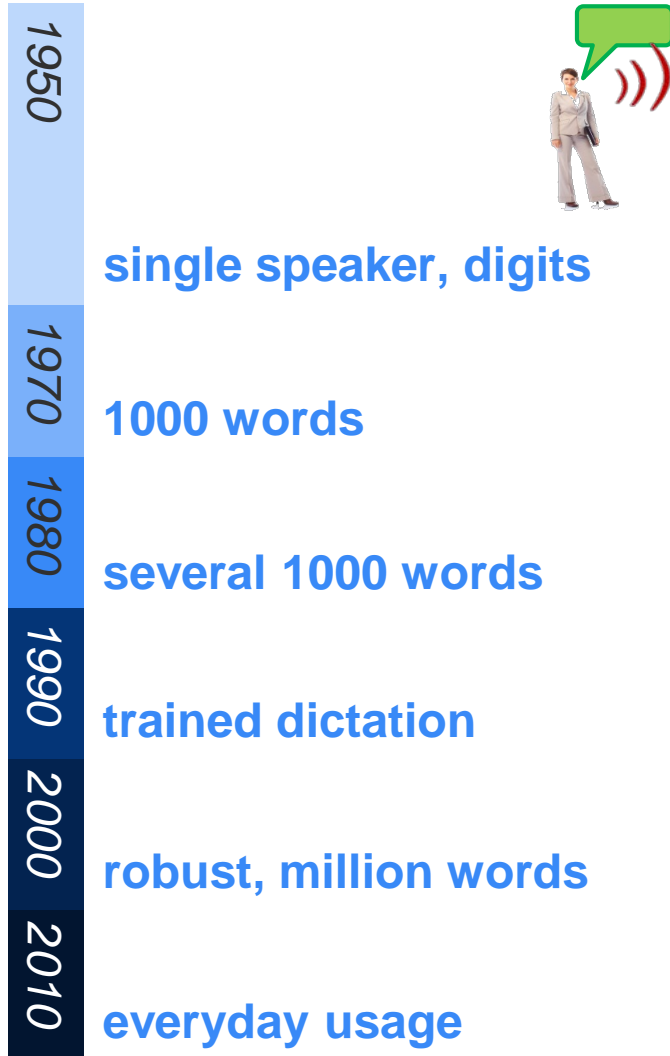 1950
single speaker, digits
1970
1000 words
1980
several 1000 words
1990
trained dictation
2000
robust, million words
2010
everyday usage